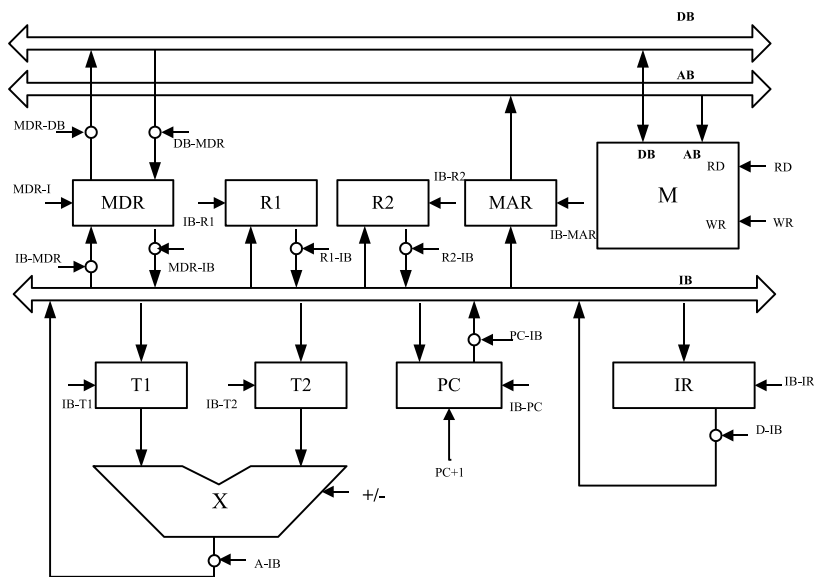 DB
AB
MDR-DB
DB-MDR
DB
AB
RD
RD
M
MDR-I
MDR
R1
R2
IB-R2
MAR
IB-R1
IB-MAR
WR
WR
IB-MDR
MDR-IB
R1-IB
R2-IB
IB
PC-IB
T1
T2
PC
IR
IB-IR
IB-T1
IB-T2
IB-PC
D-IB
PC+1
X
+/-
A-IB